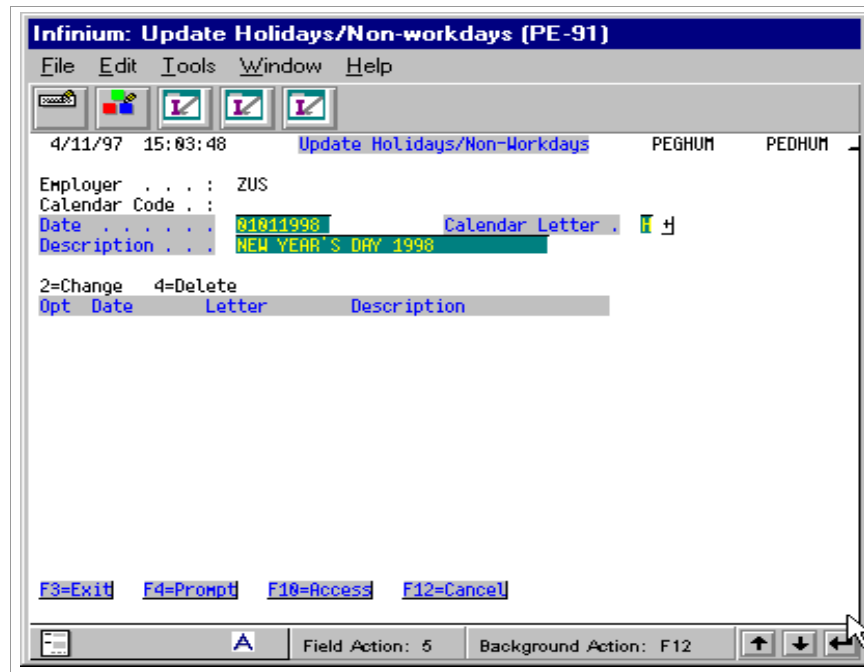 Infinium: Update Holidays/Non-workdays (PE-91)
File Edit Tools Window Help
4/11/97 15:03:48 Update Holidays/Non-Workdays PEGHUM PEDHUM
Employer . . . : ZUS
Calendar Code . :
Date . . . . . . 01011998 Calendar Letter . H +
Description . . . NEW YEAR'S DAY 1998
2=Change 4=Delete
Opt Date Letter Description
F3=Exit F4=Prompt F10=Access F12=Cancel
A Field Action: 5 Background Action: F12